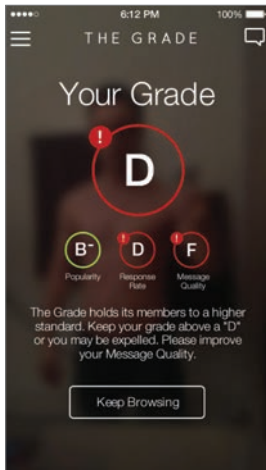 6:12 PM 100%
THE GRADE
Your Grade
!
D
B- ! D ! F
Popularity Response Rate Message Quality
The Grade holds its members to a higher
standard. Keep your grade above a "D"
or you may be expelled. Please improve
your Message Quality.
Keep Browsing